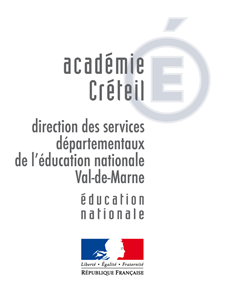 académie
Créteil
É
direction des services
départementaux
de l'éducation nationale
Val-de-Marne
éducation
nationale
Liberté • Égalité • Fraternité
RÉPUBLIQUE FRANÇAISE